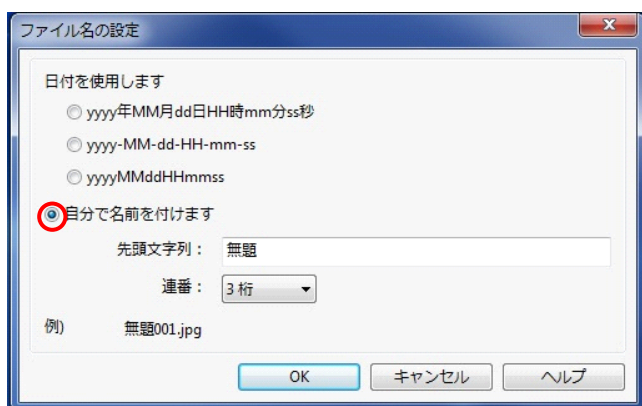 ファイル名の設定
日付を使用します
yyyy年MM月dd日HH時mm分ss秒
yyyy-MM-dd-HH-mm-ss
yyyyMMddHHmmss
自分で名前を付けます
先頭文字列： 無題
連番： 3 桁
例) 無題001.jpg
OK キャンセル ヘルプ